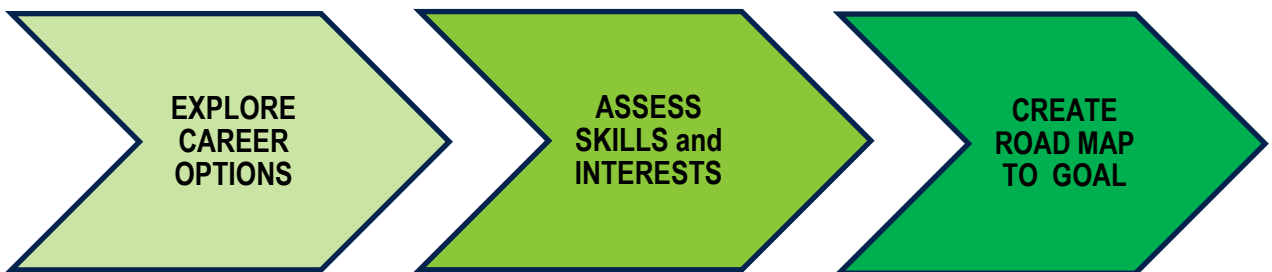 EXPLORE
CAREER
OPTIONS
ASSESS
SKILLS and
INTERESTS
CREATE
ROAD MAP
TO GOAL